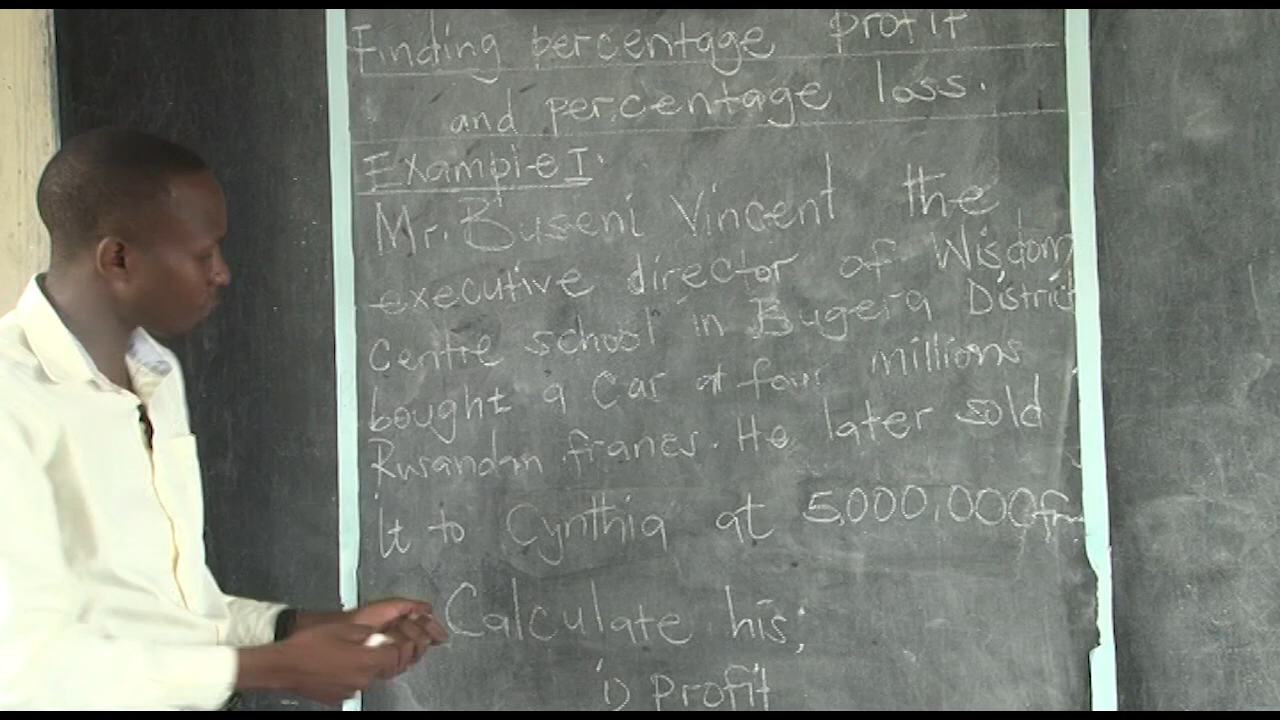 Finding percentage profit
and percentage loss.
Example I.
Mr. Buseni Vincent the
executive director of Wisdom
Centre school in Bugera District
bought a Car at four millions
Rwandan francs. He later sold
It to Cynthia at 5,000,000frs
Calculate his;
i) Profit